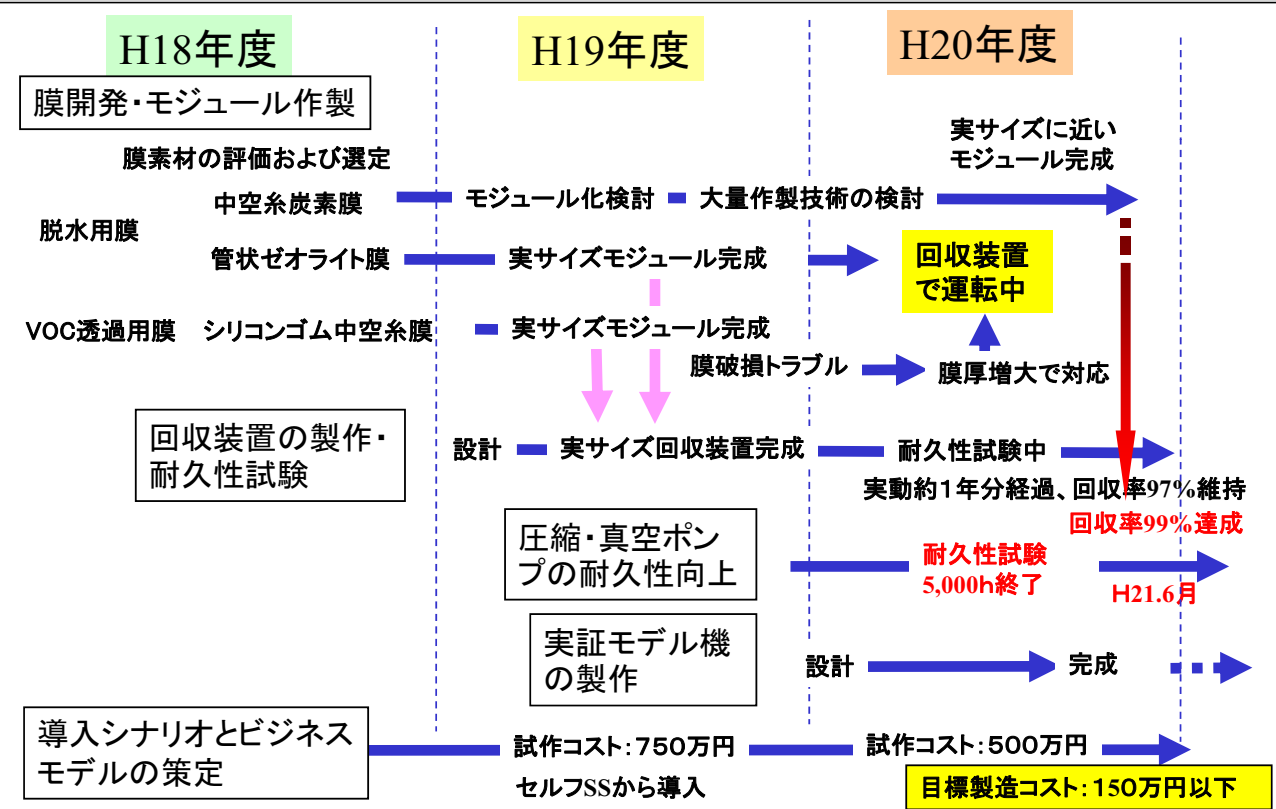 H18年度
H19年度
H20年度
膜開発・モジュール作製
実サイズに近い
モジュール完成
膜素材の評価および選定
中空糸炭素膜
モジュール化検討
大量作製技術の検討
脱水用膜
管状ゼオライト膜
実サイズモジュール完成
回収装置
で運転中
VOC透過用膜
シリコンゴム中空糸膜
実サイズモジュール完成
膜破損トラブル
膜厚増大で対応
回収装置の製作・
耐久性試験
設計
実サイズ回収装置完成
耐久性試験中
実動約1年分経過、回収率97%維持
回収率99%達成
圧縮・真空ポン
プの耐久性向上
耐久性試験
5,000h終了
H21.6月
実証モデル機
の製作
設計
完成
導入シナリオとビジネス
モデルの策定
試作コスト:750万円
試作コスト:500万円
セルフSSから導入
目標製造コスト:150万円以下